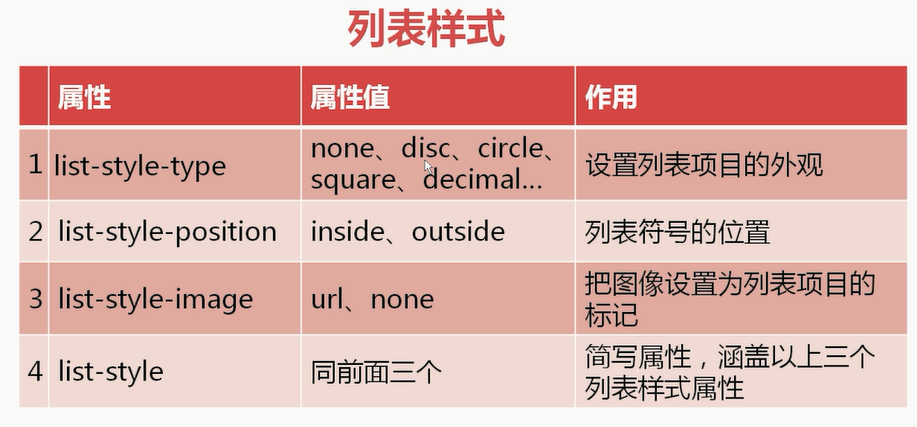 列表样式
属性 属性值 作用
1 list-style-type none、disc、circle、 设置列表项目的外观
square、decimal...
2 list-style-position inside、outside 列表符号的位置
3 list-style-image url、none 把图像设置为列表项目的
标记
4 list-style 同前面三个 简写属性，涵盖以上三个
列表样式属性